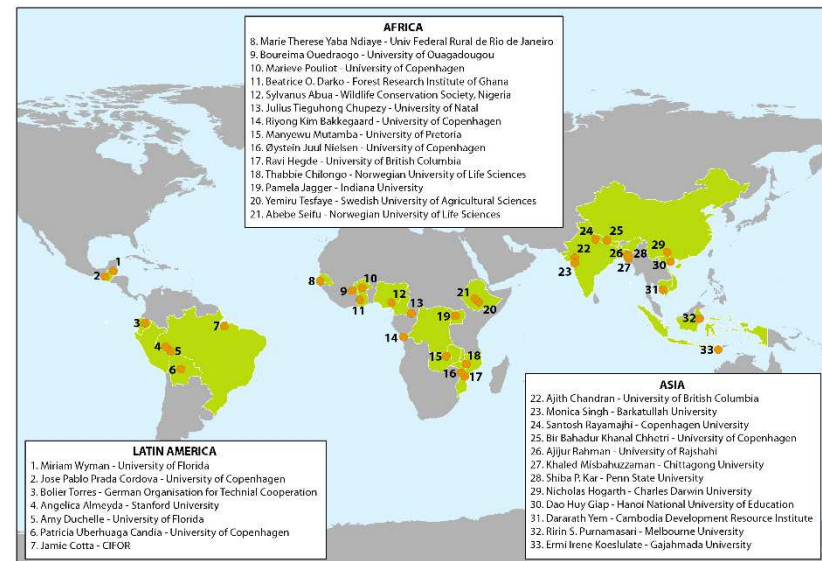 AFRICA
8. Marie Therese Yaba Ndiaye - Univ Federal Rural de Rio de Janeiro
9. Boureima Ouedraogo - University of Ouagadougou
10. Marieve Pouliot - University of Copenhagen
11. Beatrice O. Darko - Forest Research Institute of Ghana
12. Sylvanus Abua - Wildlife Conservation Society, Nigeria
13. Julius Tieguhong Chupezy - University of Natal
14. Riyong Kim Bakkegaard - University of Copenhagen
15. Manyewu Mutamba - University of Pretoria
16. Øystein Juul Nielsen - University of Copenhagen
17. Ravi Hegde - University of British Columbia
18. Thabbie Chilongo - Norwegian University of Life Sciences
19. Pamela Jagger - Indiana University
20. Yemiru Tesfaye - Swedish University of Agricultural Sciences
21. Abebe Seifu - Norwegian University of Life Sciences
1
2
3
4
5
6
7
8
9
10
11
12
13
14
15
16
17
18
19
20
21
22
23
24
25
26
27
28
29
30
31
32
33
LATIN AMERICA
1. Miriam Wyman - University of Florida
2. Jose Pablo Prada Cordova - University of Copenhagen
3. Bolier Torres - German Organisation for Technial Cooperation
4. Angelica Almeyda - Stanford University
5. Amy Duchelle - University of Florida
6. Patricia Uberhuaga Candia - University of Copenhagen
7. Jamie Cotta - CIFOR
ASIA
22. Ajith Chandran - University of British Columbia
23. Monica Singh - Barkatullah University
24. Santosh Rayamajhi - Copenhagen University
25. Bir Bahadur Khanal Chhetri - University of Copenhagen
26. Ajijur Rahman - University of Rajshahi
27. Khaled Misbahuzzaman - Chittagong University
28. Shiba P. Kar - Penn State University
29. Nicholas Hogarth - Charles Darwin University
30. Dao Huy Giap - Hanoi National University of Education
31. Dararath Yem - Cambodia Development Resource Institute
32. Ririn S. Purnamasari - Melbourne University
33. Ermi Irene Koeslulate - Gajahmada University